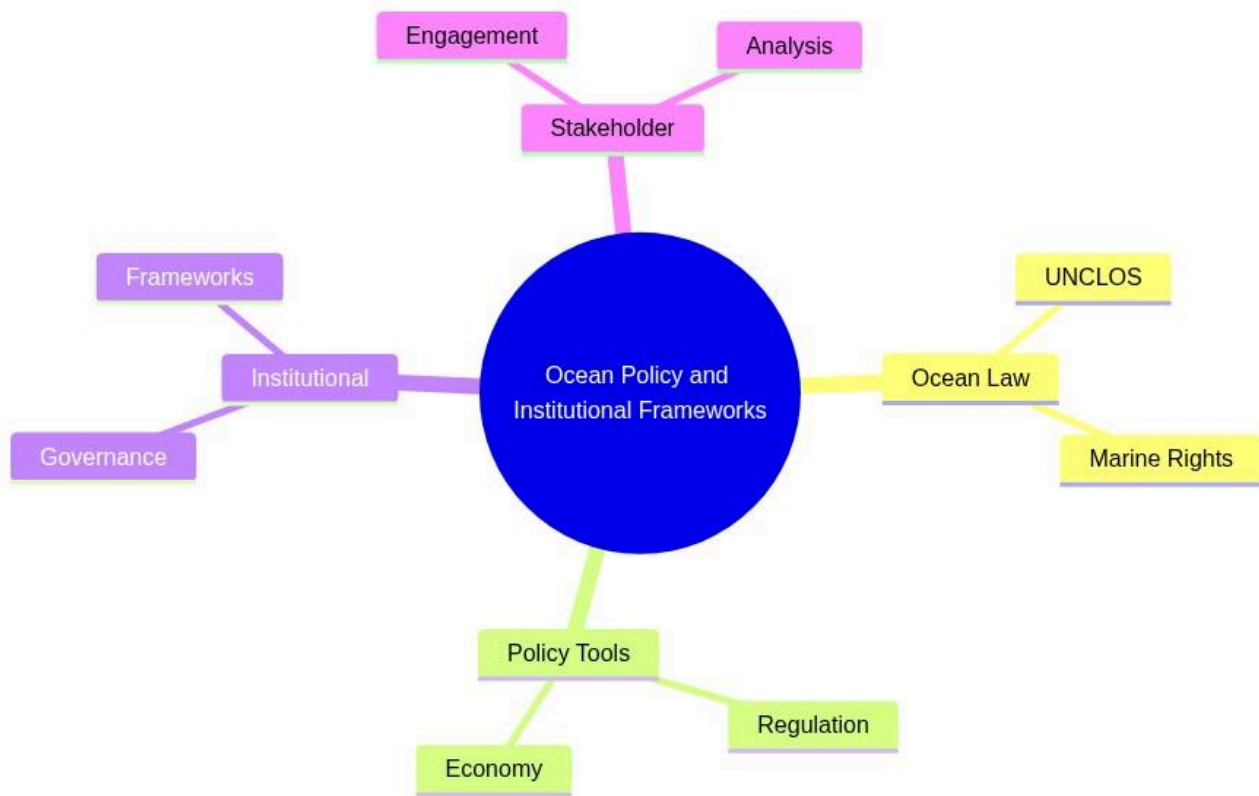 Engagement
Analysis
Stakeholder
Frameworks
UNCLOS
Institutional
Ocean Policy and
Institutional Frameworks
Ocean Law
Governance
Marine Rights
Policy Tools
Regulation
Economy